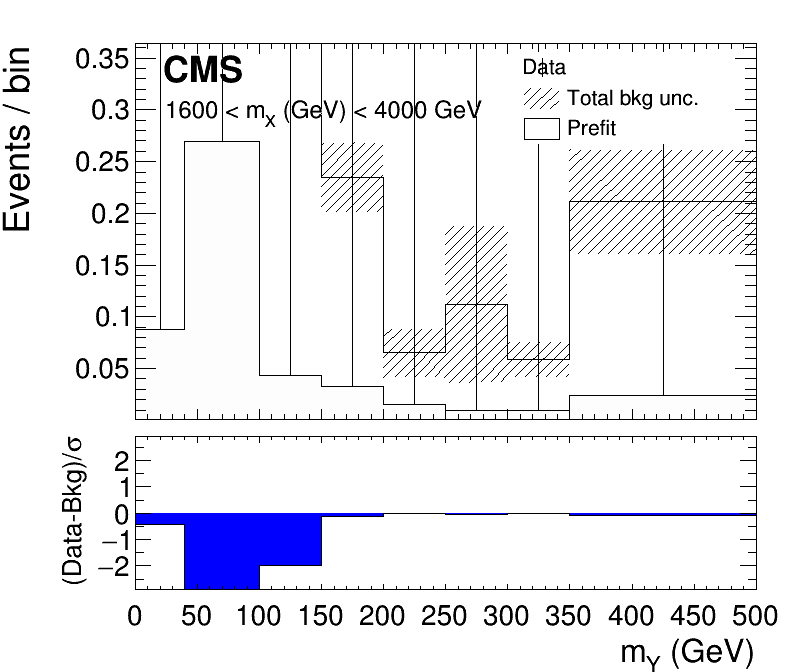 CMS
1600 < mX (GeV) < 4000 GeV
Data
Total bkg unc.
Prefit
Events / bin
0.35
0.3
0.25
0.2
0.15
0.1
0.05
(Data-Bkg)/σ
2
1
0
−1
−2
0 50 100 150 200 250 300 350 400 450 500
mY (GeV)